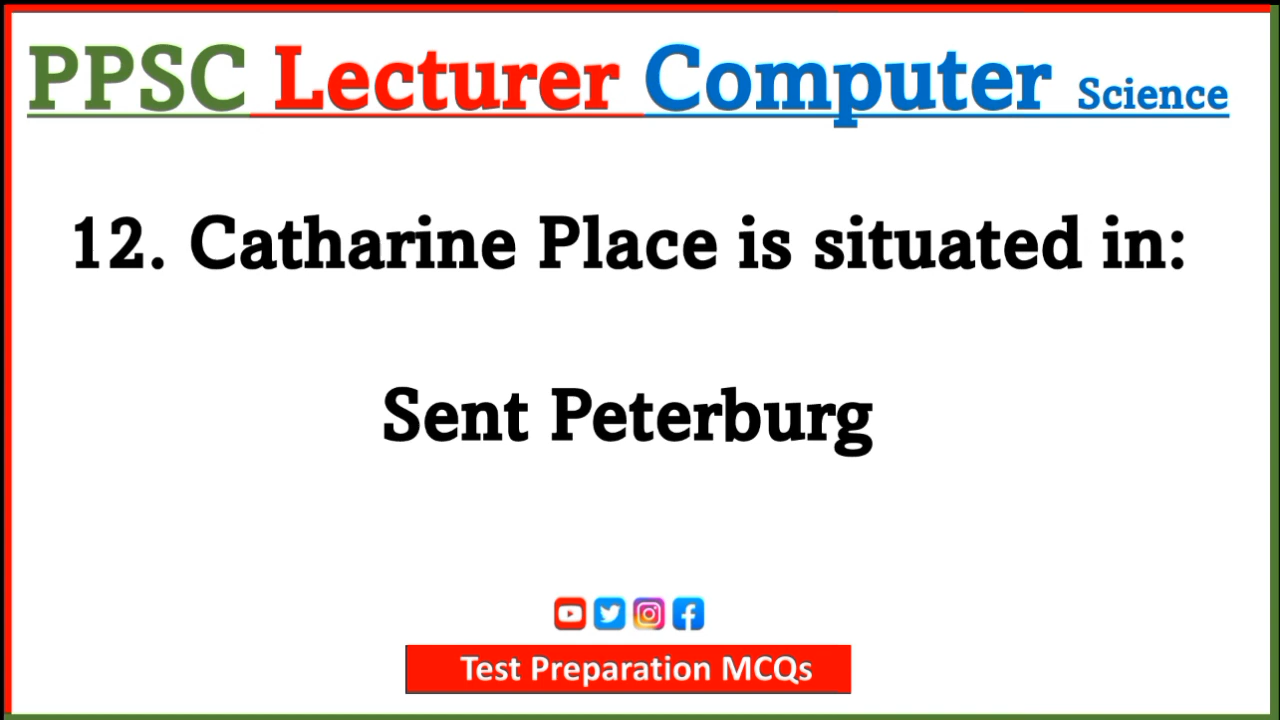 PPSC Lecturer Computer Science
12. Catharine Place is situated in:
Sent Peterburg
Test Preparation MCQs